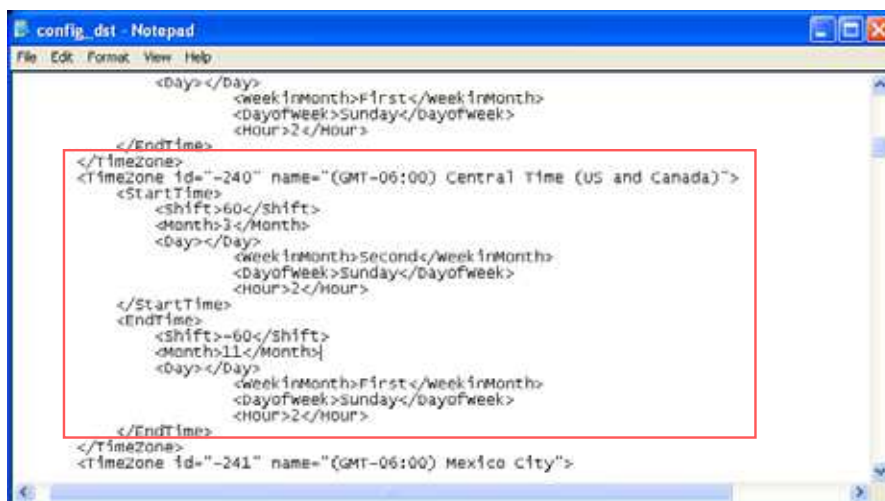 config_dst - Notepad
File Edit Format View Help
<Day></Day>
<WeekinMonth>First</WeekinMonth>
<DayofWeek>Sunday</DayofWeek>
<Hour>2</Hour>
</EndTime>
</TimeZone>
<TimeZone id="-240" name="(GMT-06:00) Central Time (US and Canada)">
<StartTime>
<Shift>60</Shift>
<Month>3</Month>
<Day></Day>
<WeekinMonth>Second</WeekinMonth>
<DayofWeek>Sunday</DayofWeek>
<Hour>2</Hour>
</StartTime>
<EndTime>
<Shift>-60</Shift>
<Month>11</Month>
<Day></Day>
<WeekinMonth>First</WeekinMonth>
<DayofWeek>Sunday</DayofWeek>
<Hour>2</Hour>
</EndTime>
</TimeZone>
<TimeZone id="-241" name="(GMT-06:00) Mexico City">